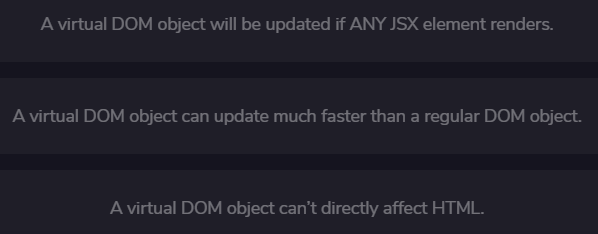 A virtual DOM object will be updated if ANY JSX element renders.
A virtual DOM object can update much faster than a regular DOM object.
A virtual DOM object can’t directly affect HTML.